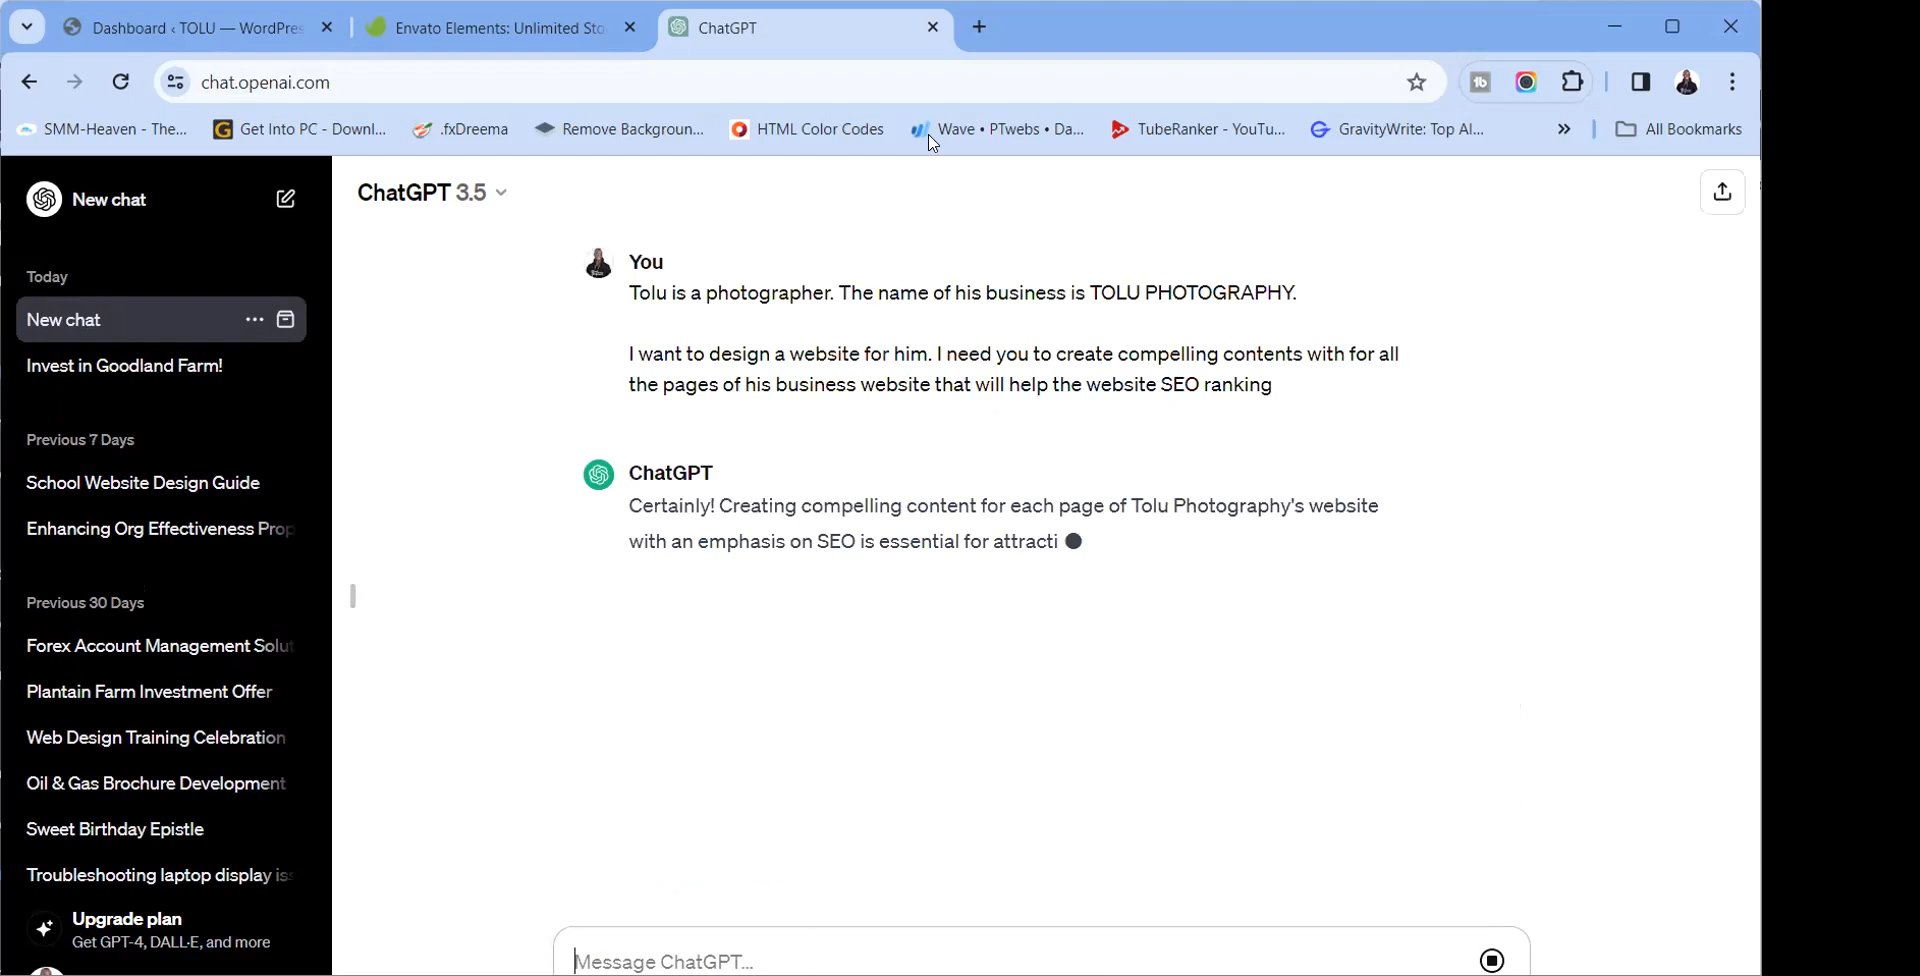 Dashboard ‹ TOLU — WordPres
Envato Elements: Unlimited Sto
ChatGPT
chat.openai.com
SMM-Heaven - The...
Get Into PC - Downl...
.fxDreema
Remove Backgroun...
HTML Color Codes
Wave • PTwebs • Da...
TubeRanker - YouTu...
GravityWrite: Top AI...
All Bookmarks
New chat
ChatGPT 3.5
Today
New chat
Invest in Goodland Farm!
Previous 7 Days
School Website Design Guide
Enhancing Org Effectiveness Prop
Previous 30 Days
Forex Account Management Solut
Plantain Farm Investment Offer
Web Design Training Celebration
Oil & Gas Brochure Development
Sweet Birthday Epistle
Troubleshooting laptop display iss
Upgrade plan
Get GPT-4, DALL·E, and more
You
Tolu is a photographer. The name of his business is TOLU PHOTOGRAPHY.
I want to design a website for him. I need you to create compelling contents with for all
the pages of his business website that will help the website SEO ranking
ChatGPT
Certainly! Creating compelling content for each page of Tolu Photography's website
with an emphasis on SEO is essential for attracti
Message ChatGPT...